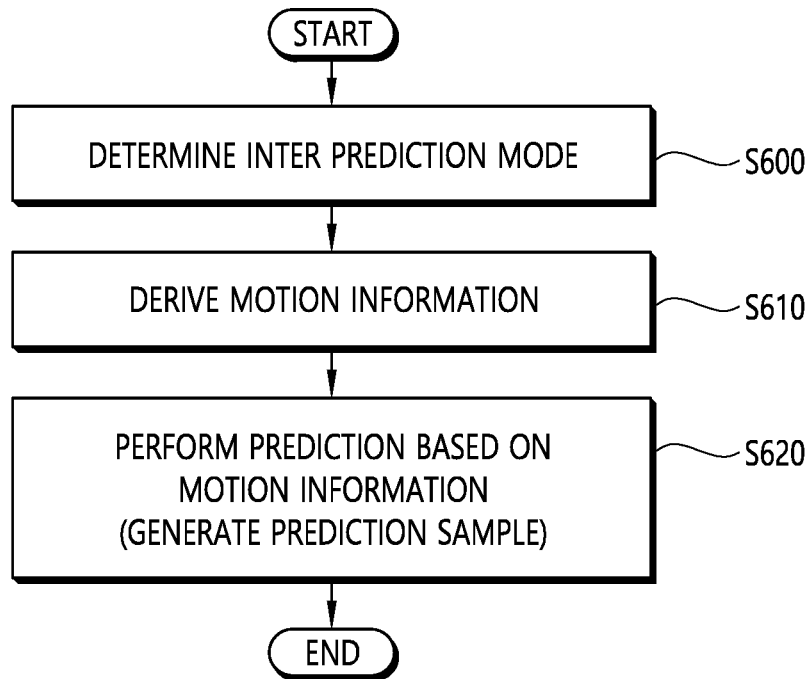 START
DETERMINE INTER PREDICTION MODE
S600
DERIVE MOTION INFORMATION
S610
PERFORM PREDICTION BASED ON
MOTION INFORMATION
(GENERATE PREDICTION SAMPLE)
S620
END